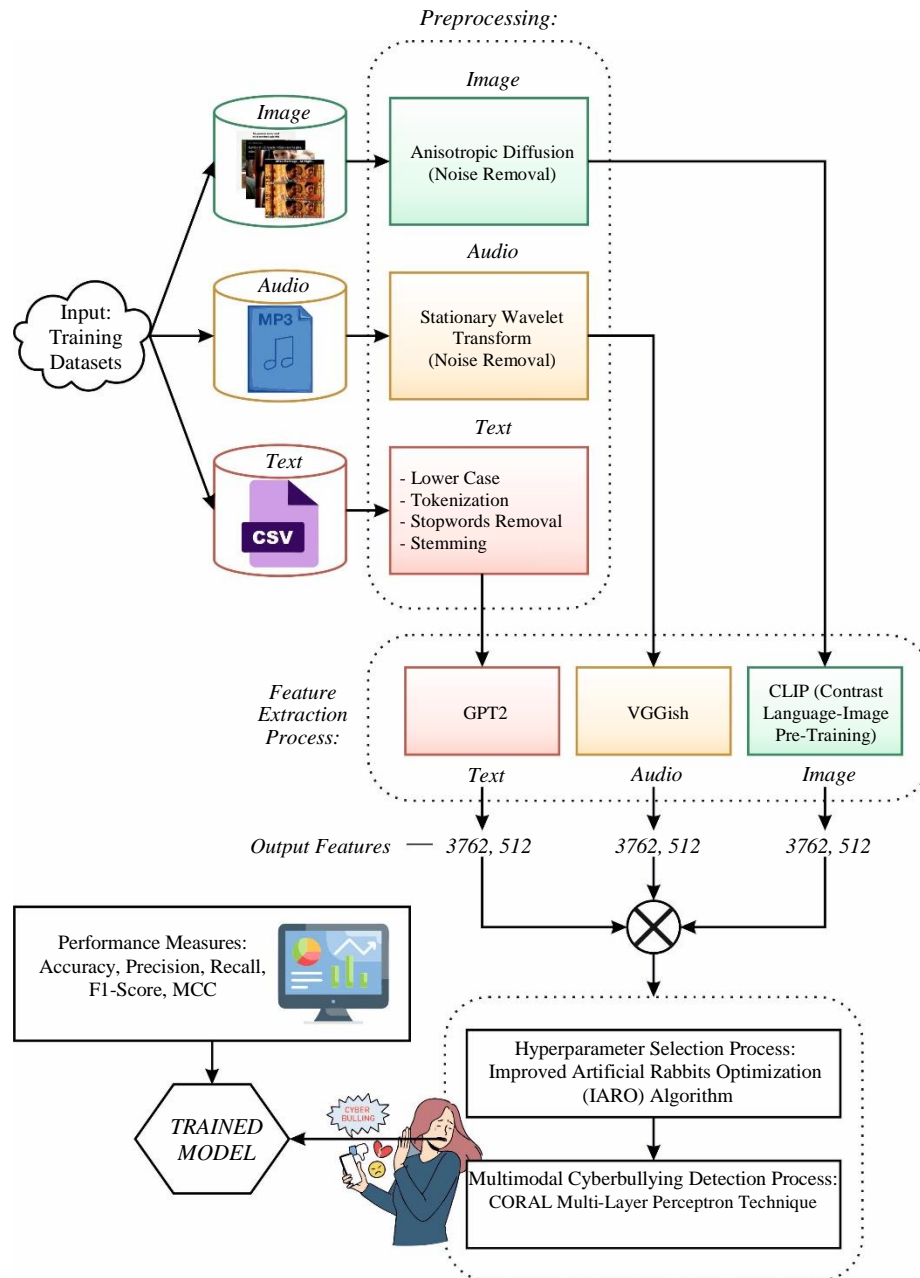 Preprocessing:
Image
Image
Anisotropic Diffusion
(Noise Removal)
Audio
Audio
MP3
Stationary Wavelet
Transform
(Noise Removal)
Input:
Training
Datasets
Text
Text
CSV
- Lower Case
- Tokenization
- Stopwords Removal
- Stemming
Feature
Extraction
Process:
GPT2
VGGish
CLIP (Contrast
Language-Image
Pre-Training)
Text
Audio
Image
Output Features
3762, 512
3762, 512
3762, 512
Performance Measures:
Accuracy, Precision, Recall,
F1-Score, MCC
Hyperparameter Selection Process:
Improved Artificial Rabbits Optimization
(IARO) Algorithm
CYBER
BULLING
TRAINED
MODEL
Multimodal Cyberbullying Detection Process:
CORAL Multi-Layer Perceptron Technique